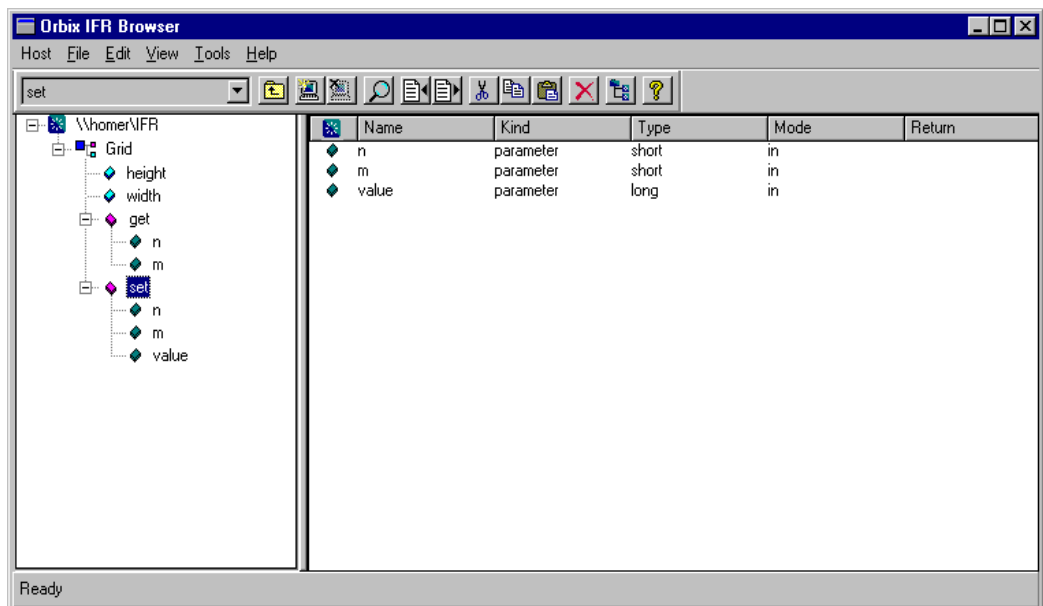 Orbix IFR Browser
Host File Edit View Tools Help
set
\\homer\IFR
Grid
height
width
get
n
m
set
n
m
value
Name Kind Type Mode Return
n parameter short in
m parameter short in
value parameter long in
Ready